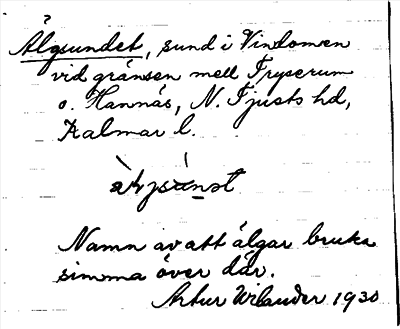 Älgsundet, sund i Vindomen
vid gränsen mell Tryserum
o. Hannäs, N. Tjusts hd,
Kalmar l.
Namn av att älgar bruka
simma över där.
Artur Wilander 1930